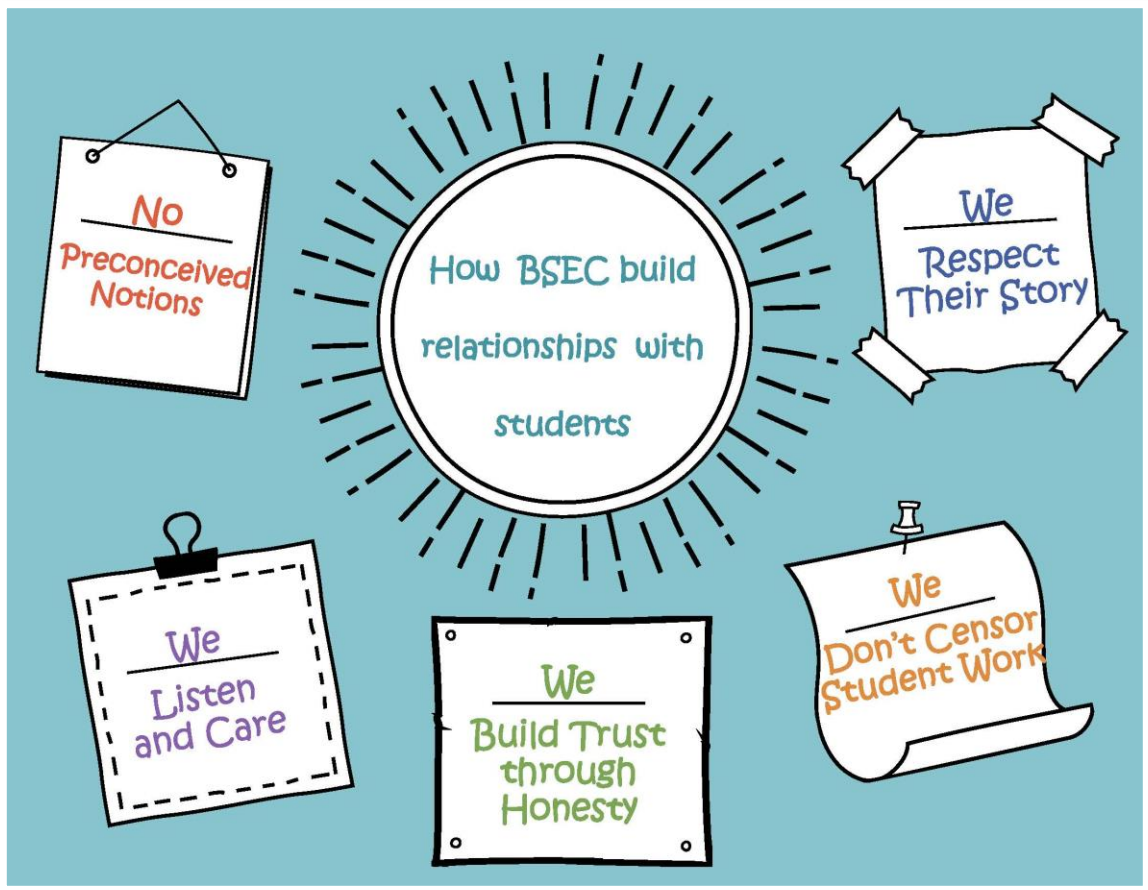 How BSEC build
relationships with
students
No
Preconceived
Notions
We
Respect
Their Story
We
Listen
and Care
We
Build Trust
through
Honesty
We
Don't Censor
Student Work